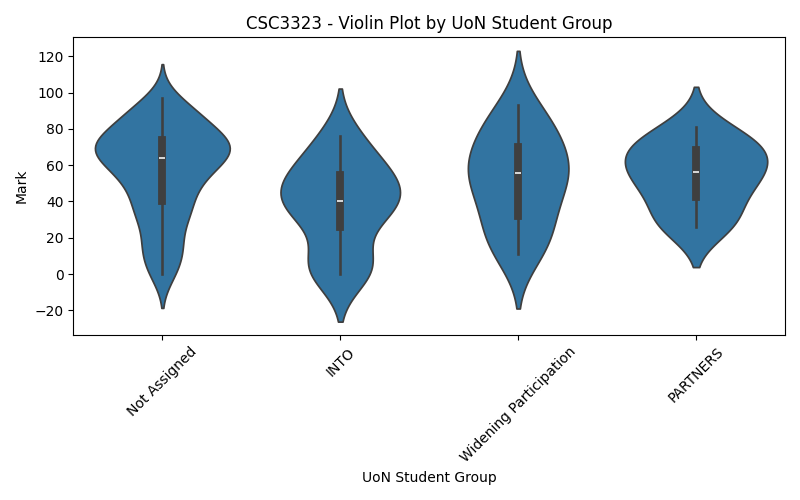 CSC3323 - Violin Plot by UoN Student Group
120
100
80
60
40
20
0
−20
Mark
Not Assigned
INTO
Widening Participation
PARTNERS
UoN Student Group